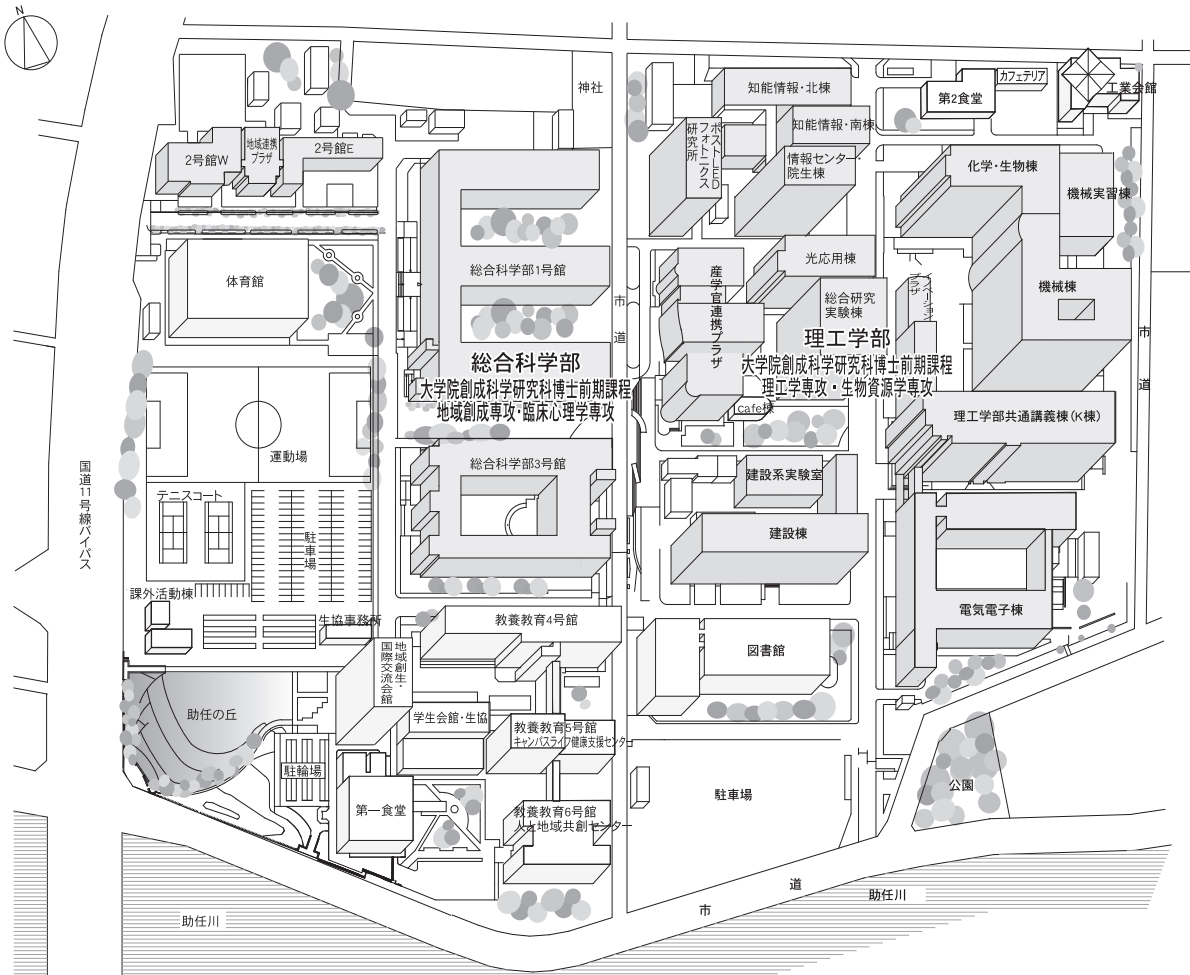 N
神社
知能情報・北棟
カフェテリア
第2食堂
工業会館
知能情報・南棟
ポストLED
フォトニクス
研究所
情報センター・
院生棟
2号館W
地域連携
プラザ
2号館E
化学・生物棟
機械実習棟
体育館
総合科学部1号館
市道
産学官連携プラザ
光応用棟
総合研究
実験棟
イノベーション
プラザ
機械棟
市道
総合科学部
大学院創成科学研究科博士前期課程
地域創成専攻・臨床心理学専攻
理工学部
大学院創成科学研究科博士前期課程
理工学専攻・生物資源学専攻
Cafe棟
理工学部共通講義棟(K棟)
国道11号線バイパス
運動場
テニスコート
駐車場
総合科学部3号館
建設系実験室
建設棟
課外活動棟
生協事務所
教養教育4号館
電気電子棟
図書館
地域創生・
国際交流会館
助任の丘
学生会館・生協
教養教育5号館
キャンパスライフ健康支援センター
駐輪場
第一食堂
教養教育6号館
人と地域共創センター
駐車場
公園
市道
助任川
助任川